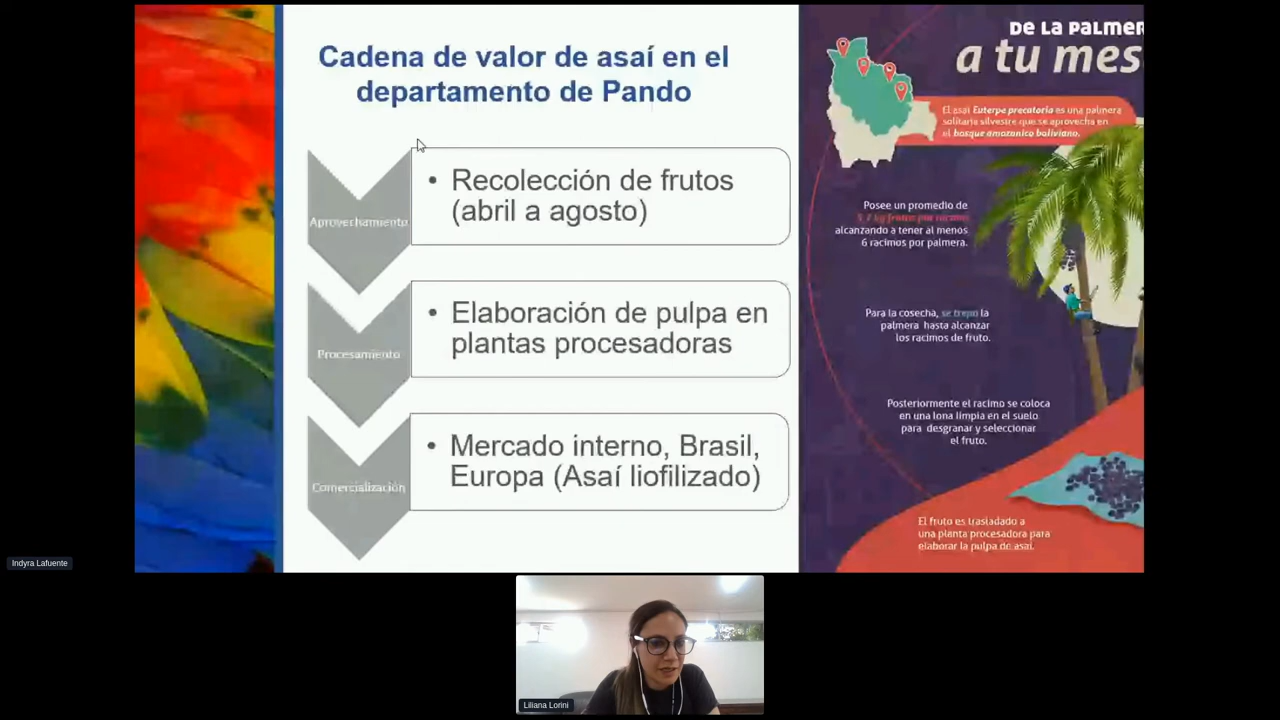 Cadena de valor de asaí en el
departamento de Pando
Aprovechamiento
• Recolección de frutos
(abril a agosto)
Procesamiento
• Elaboración de pulpa en
plantas procesadoras
Comercialización
• Mercado interno, Brasil,
Europa (Asaí liofilizado)
DE LA PALMER
a tu mes
El asaí Euterpe precatoria es una palmera
solitaria silvestre que se aprovecha en
el bosque amazonico boliviano.
Posee un promedio de
frutos por racimo
alcanzando a tener al menos
6 racimos por palmera.
Para la cosecha, se trepa la
palmera hasta alcanzar
los racimos de fruto.
Posteriormente el racimo se coloca
en una lona limpia en el suelo
para desgranar y seleccionar
el fruto.
El fruto es trasladado a
una planta procesadora para
elaborar la pulpa de asaí.
Indyra Lafuente
Liliana Lorini